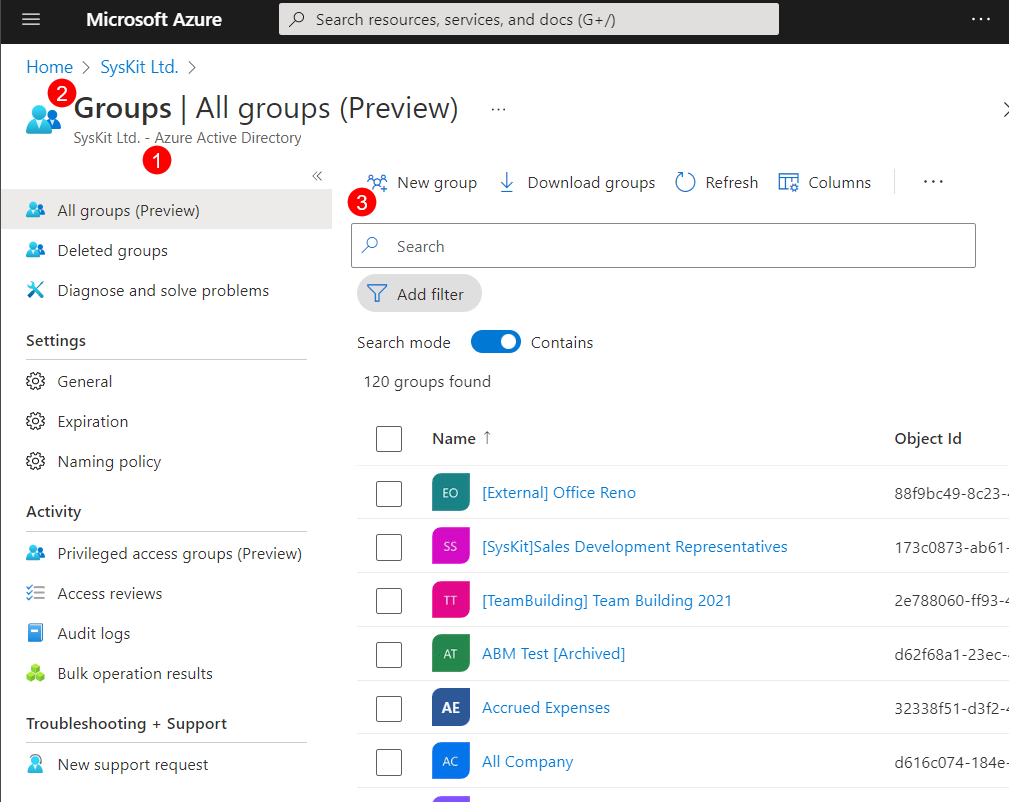 Microsoft Azure
Search resources, services, and docs (G+/)
Home > SysKit Ltd. >
2
Groups | All groups (Preview) ...
SysKit Ltd. - Azure Active Directory
1
«
New group
Download groups
Refresh
Columns
3
All groups (Preview)
Deleted groups
Diagnose and solve problems
Settings
General
Expiration
Naming policy
Activity
Privileged access groups (Preview)
Access reviews
Audit logs
Bulk operation results
Troubleshooting + Support
New support request
Search
Add filter
Search mode Contains
120 groups found
Name ↑ Object Id
EO [External] Office Reno 88f9bc49-8c23-
SS [SysKit]Sales Development Representatives 173c0873-ab61-
TT [TeamBuilding] Team Building 2021 2e788060-ff93-
AT ABM Test [Archived] d62f68a1-23ec-
AE Accrued Expenses 32338f51-d3f2-
AC All Company d616c074-184e-